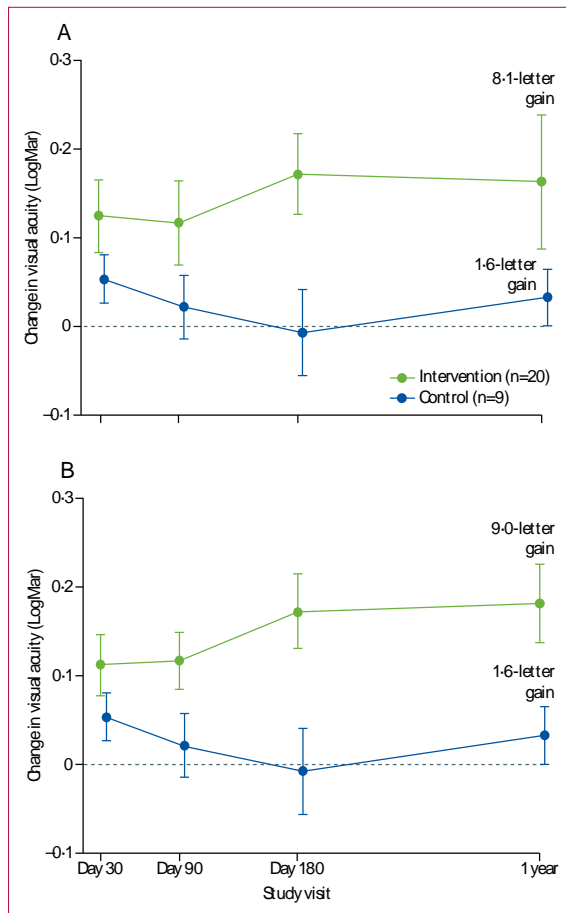 A
0·3
0·2
0·1
0
–0·1
Change in visual acuity (LogMar)
8·1-letter
gain
1·6-letter
gain
Intervention (n=20)
Control (n=9)
B
0·3
0·2
0·1
0
–0·1
Change in visual acuity (LogMar)
9·0-letter
gain
1·6-letter
gain
Day 30 Day 90 Day 180 1 year
Study visit